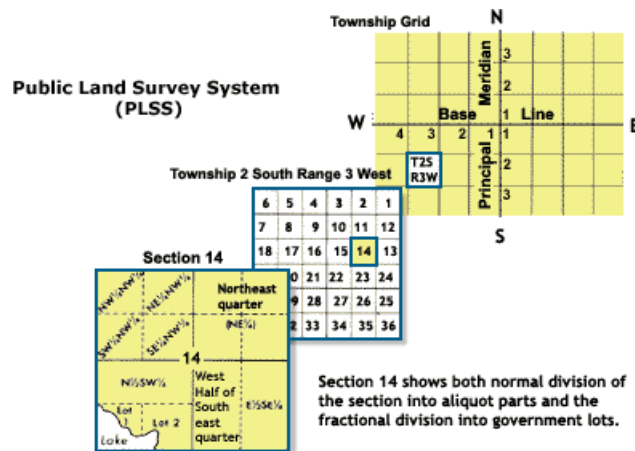 Township Grid
N
Public Land Survey System
(PLSS)
Meridian
3
2
1
Base Line
W
E
4 3 2 1 1
T2S
R3W
2
3
Principal
S
Township 2 South Range 3 West
6 5 4 3 2 1
7 8 9 10 11 12
18 17 16 15 14 13
20 21 22 23 24
9 28 27 26 25
2 33 34 35 36
Section 14
NW¼NW¼
NE¼NW¼
SW¼NW¼
SE¼NW¼
Northeast
quarter
(NE¼)
14
N½SW¼
West
Half of
South
east
quarter
E½SE¼
Lot
Lot 2
Lake
Section 14 shows both normal division of
the section into aliquot parts and the
fractional division into government lots.